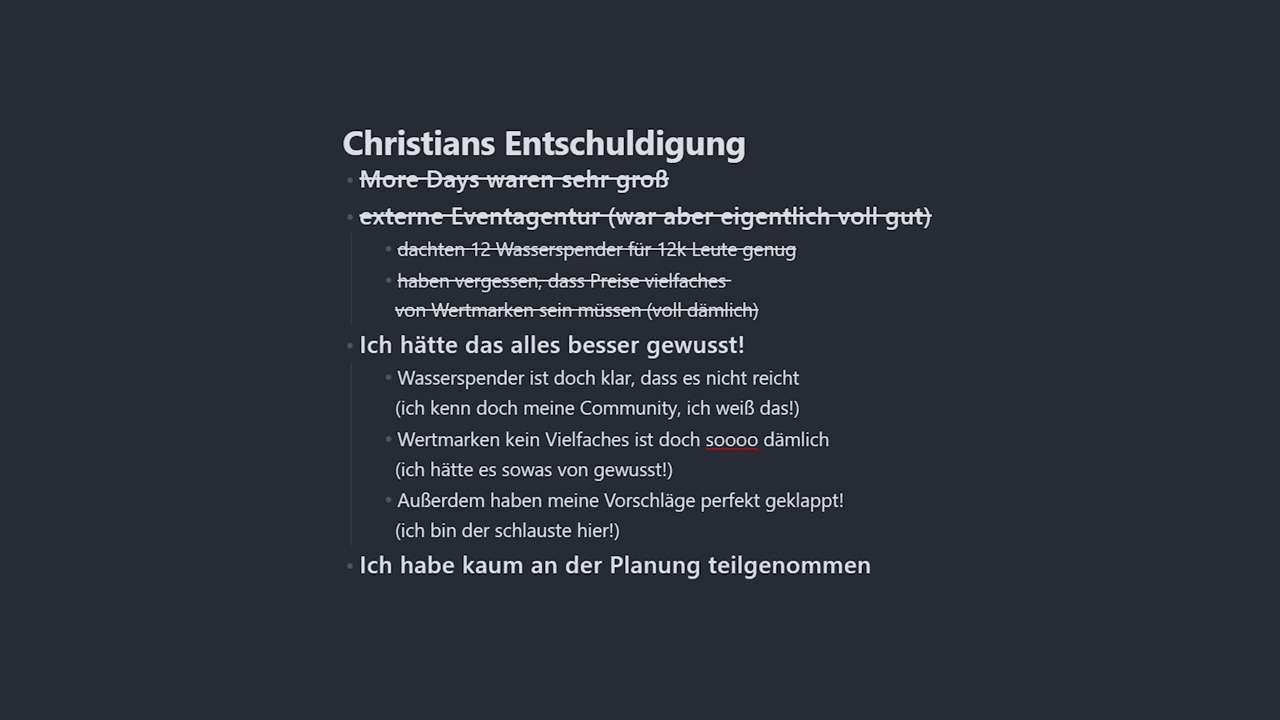 Christians Entschuldigung
More Days waren sehr groß
externe Eventagentur (war aber eigentlich voll gut)
dachten 12 Wasserspender für 12k Leute genug
haben vergessen, dass Preise vielfaches
von Wertmarken sein müssen (voll dämlich)
Ich hätte das alles besser gewusst!
Wasserspender ist doch klar, dass es nicht reicht
(ich kenn doch meine Community, ich weiß das!)
Wertmarken kein Vielfaches ist doch soooo dämlich
(ich hätte es sowas von gewusst!)
Außerdem haben meine Vorschläge perfekt geklappt!
(ich bin der schlauste hier!)
Ich habe kaum an der Planung teilgenommen